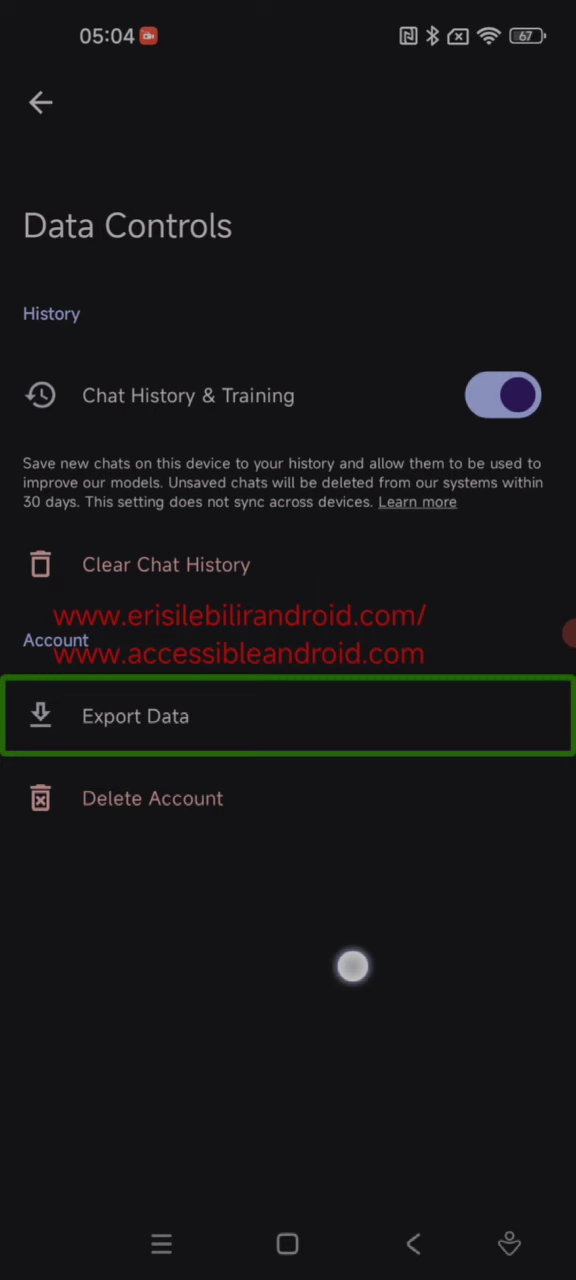 05:04
67
Data Controls
History
Chat History & Training
Save new chats on this device to your history and allow them to be used to
improve our models. Unsaved chats will be deleted from our systems within
30 days. This setting does not sync across devices. Learn more
Clear Chat History
www.erisilebilirandroid.com/
Account
www.accessibleandroid.com
Export Data
Delete Account